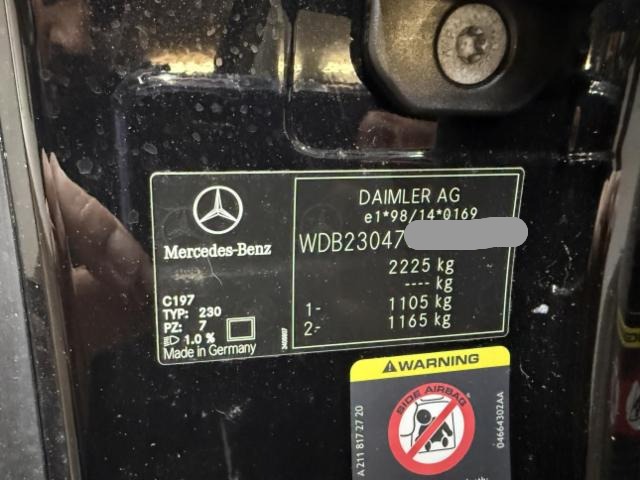 DAIMLER AG
e1*98/14*0169
WDB23047
2225 kg
---- kg
1- 1105 kg
2.- 1165 kg
Mercedes-Benz
C197
TYP: 230
PZ: 7
1.0 %
Made in Germany
WARNING
SIDE AIRBAG
A 211 817 27 20
04664302AA